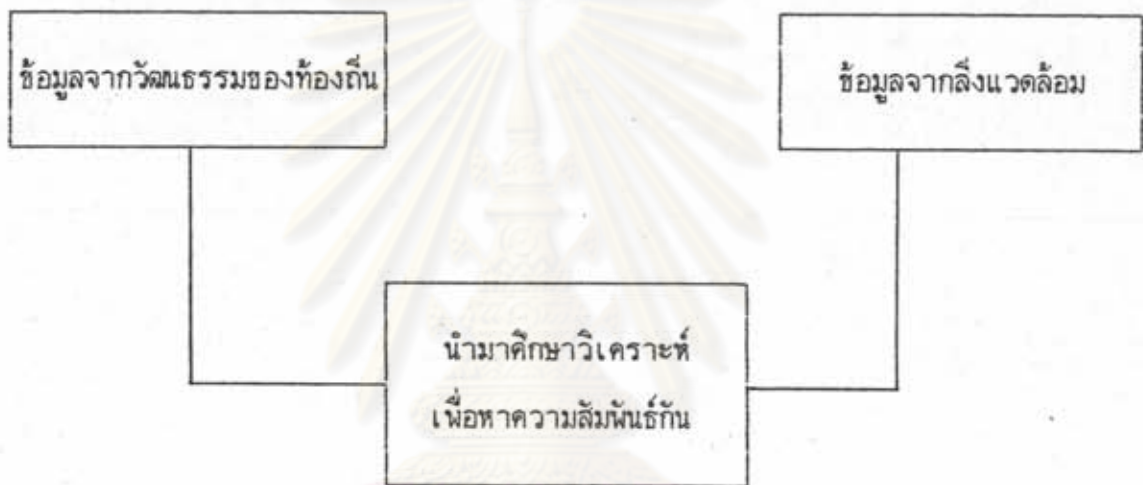 ข้อมูลจากวัฒนธรรมของท้องถิ่น
ข้อมูลจากสิ่งแวดล้อม
นำมาศึกษาวิเคราะห์
เพื่อหาความสัมพันธ์กัน